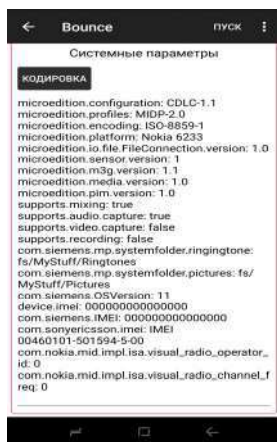 Bounce ПУСК
Системные параметры
КОДИРОВКА
microedition.configuration: CDLC-1.1
microedition.profiles: MIDP-2.0
microedition.encoding: ISO-8859-1
microedition.platform: Nokia 6233
microedition.io.file.FileConnection.version: 1.0
microedition.sensor.version: 1
microedition.m3g.version: 1.1
microedition.media.version: 1.0
microedition.pim.version: 1.0
supports.mixing: true
supports.audio.capture: true
supports.video.capture: false
supports.recording: false
com.siemens.mp.systemfolder.ringingtone:
fs/MyStuff/Ringtones
com.siemens.mp.systemfolder.pictures: fs/
MyStuff/Pictures
com.siemens.OSVersion: 11
device.imei: 000000000000000
com.siemens.IMEI: 000000000000000
com.sonyericsson.imei: IMEI
00460101-501594-5-00
com.nokia.mid.impl.isa.visual_radio_operator_
id: 0
com.nokia.mid.impl.isa.visual_radio_channel_f
req: 0